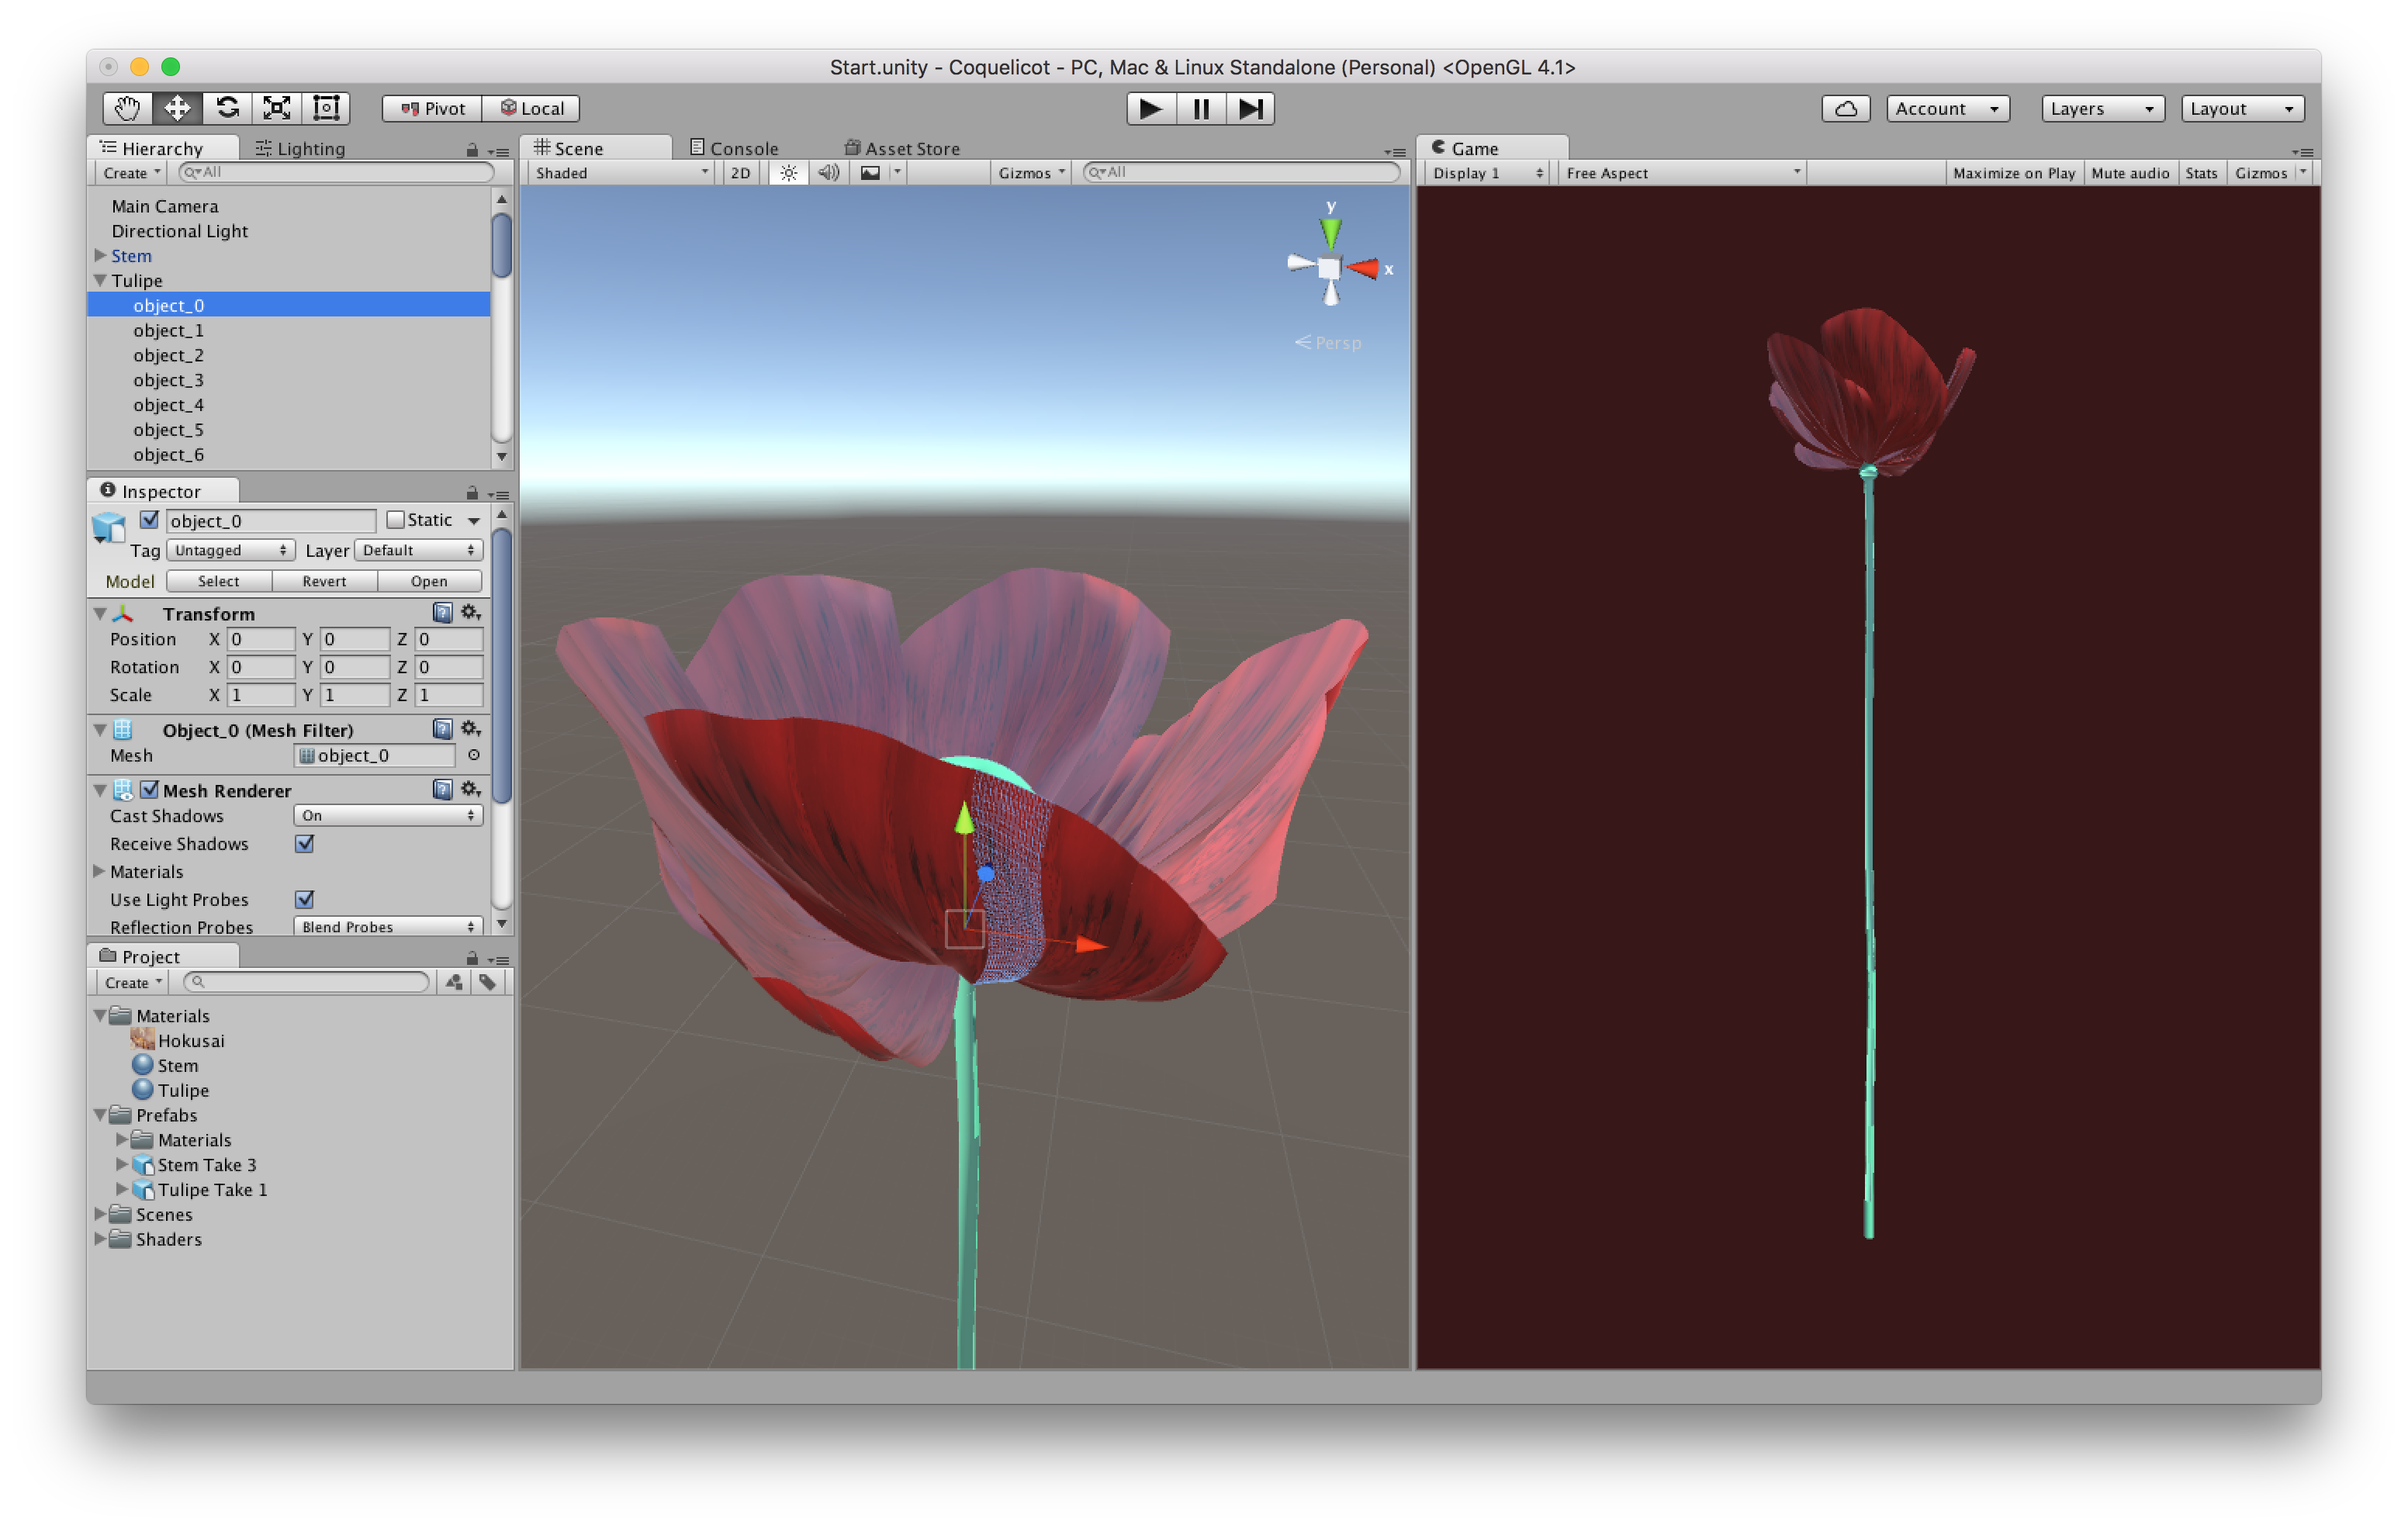 Start.unity - Coquelicot - PC, Mac & Linux Standalone (Personal) <OpenGL 4.1>
Pivot Local Account Layers Layout
Hierarchy Lighting
Create All
Main Camera
Directional Light
Stem
Tulipe
object_0
object_1
object_2
object_3
object_4
object_5
object_6
Inspector
object_0 Static
Tag Untagged Layer Default
Model Select Revert Open
Transform
Position X 0 Y 0 Z 0
Rotation X 0 Y 0 Z 0
Scale X 1 Y 1 Z 1
Object_0 (Mesh Filter)
Mesh object_0
Mesh Renderer
Cast Shadows On
Receive Shadows
Materials
Use Light Probes
Reflection Probes Blend Probes
Project
Create
Materials
Hokusai
Stem
Tulipe
Prefabs
Materials
Stem Take 3
Tulipe Take 1
Scenes
Shaders
Scene Console Asset Store
Shaded 2D Gizmos All
y
x
Persp
Game
Display 1 Free Aspect Maximize on Play Mute audio Stats Gizmos